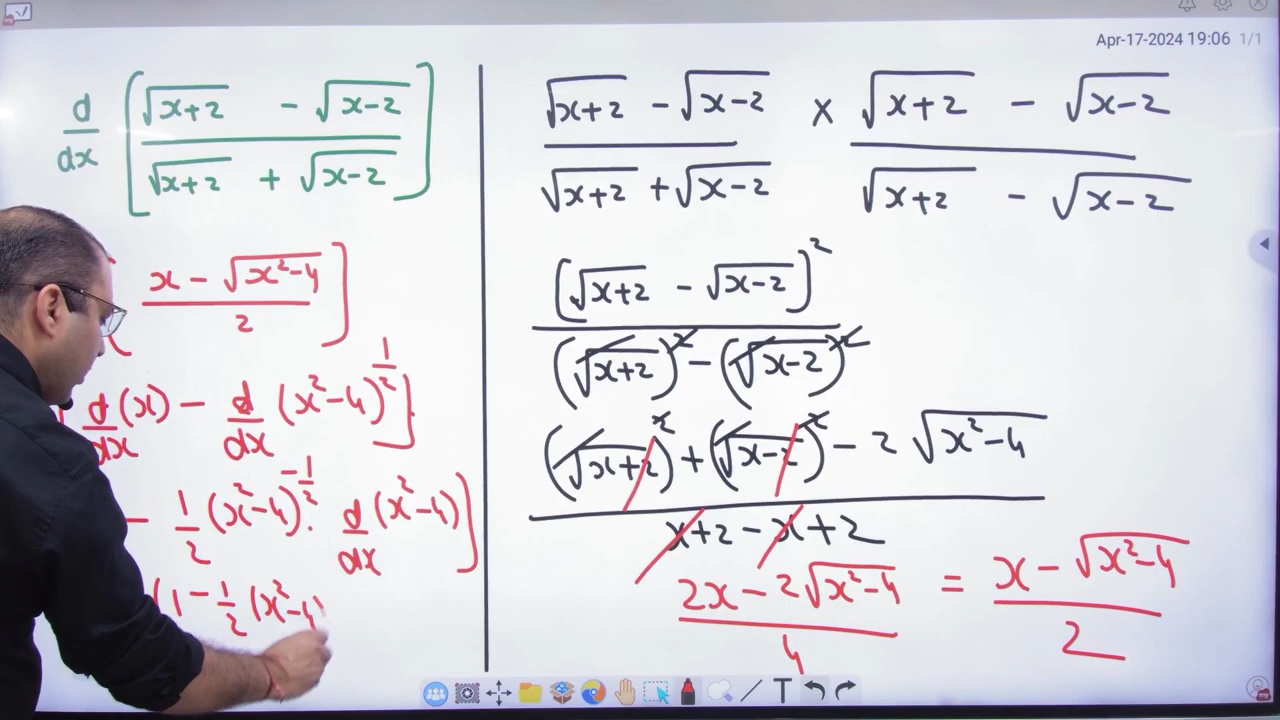 Apr-17-2024 19:06 1/1
d/dx [(√(x+2) - √(x-2)) / (√(x+2) + √(x-2))]
[(x - √(x²-4)) / 2]
d/dx (x) - d/dx (x²-4)^(1/2)]
- 1/2 (x²-4)^(-1/2) . d/dx (x²-4)]
(1 - 1/2 (x²-4)
(√(x+2) - √(x-2)) / (√(x+2) + √(x-2)) × (√(x+2) - √(x-2)) / (√(x+2) - √(x-2))
[√(x+2) - √(x-2)]² / ((√(x+2))² - (√(x-2))²)
((√(x+2))² + (√(x-2))² - 2√(x²-4)) / (x+2-x+2)
(2x - 2√(x²-4)) / 4 = (x - √(x²-4)) / 2
T